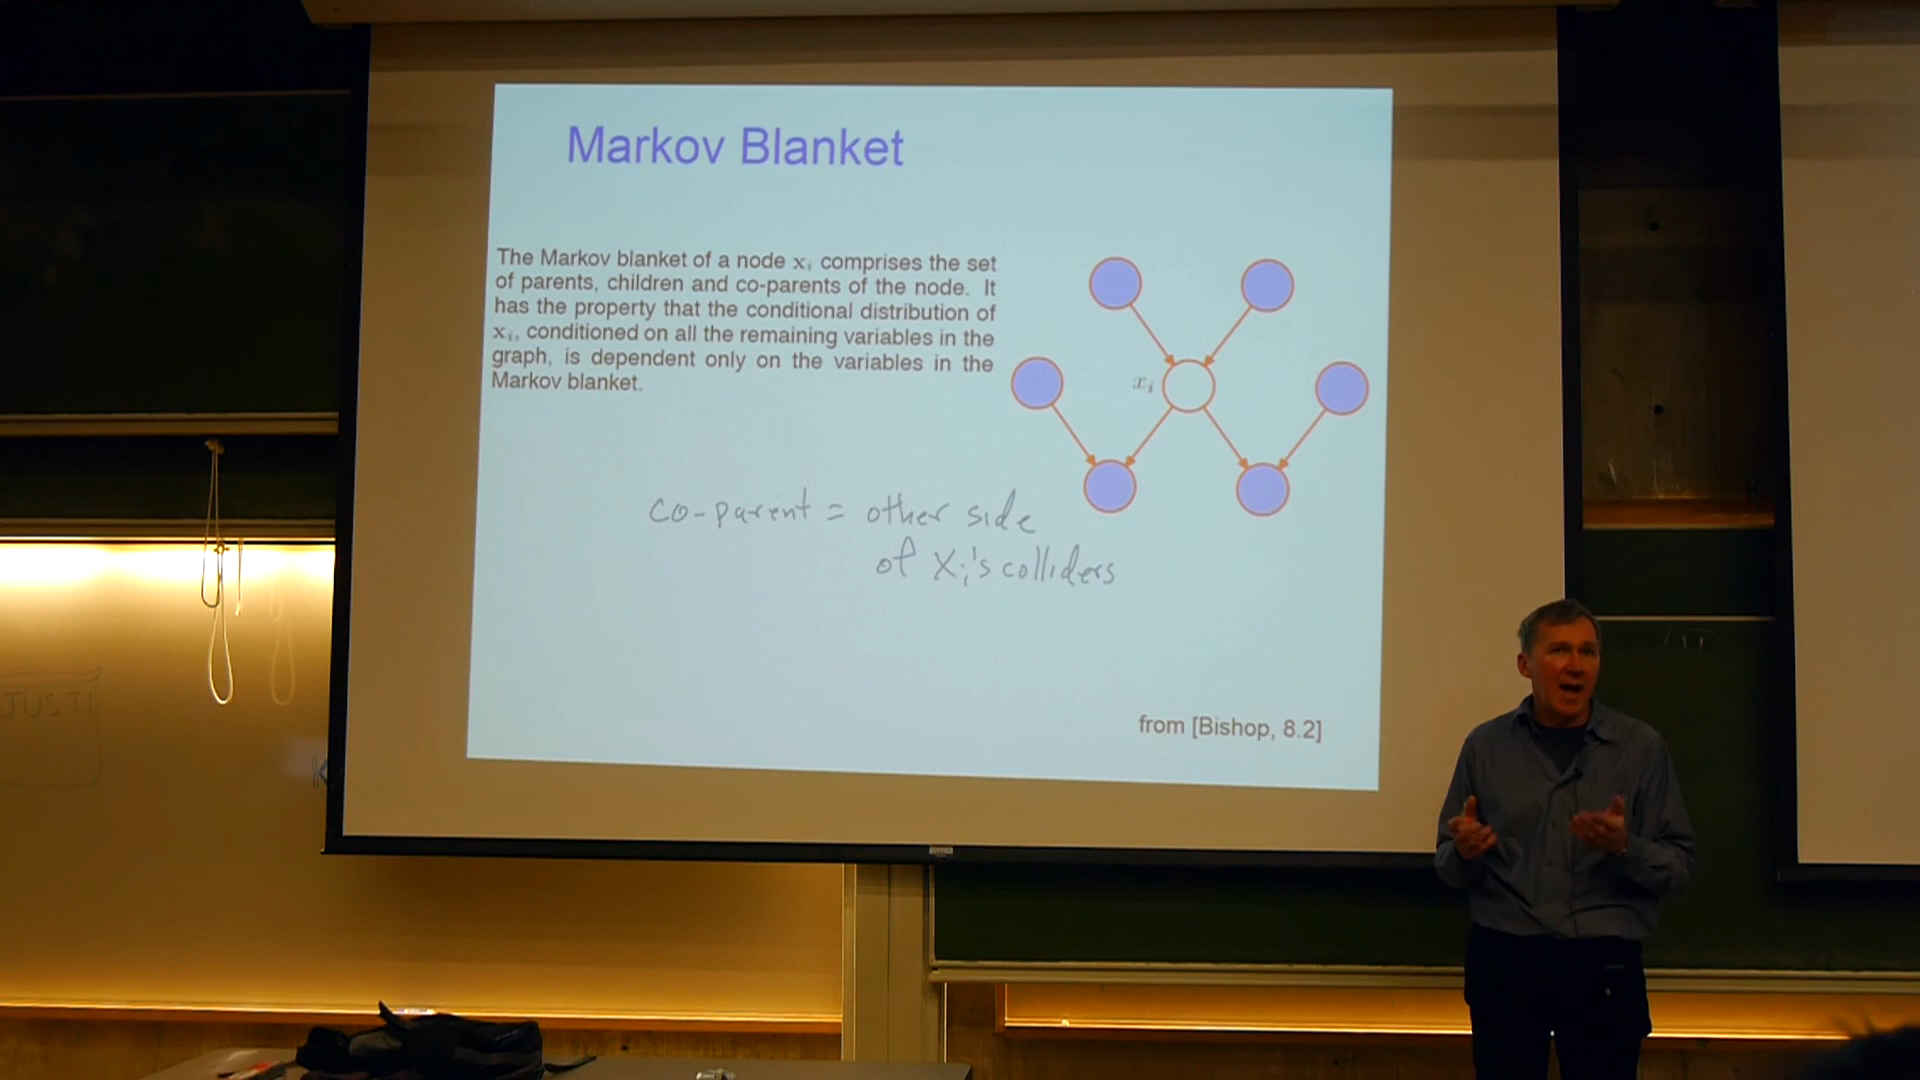 Markov Blanket
The Markov blanket of a node xᵢ comprises the set
of parents, children and co-parents of the node. It
has the property that the conditional distribution of
xᵢ, conditioned on all the remaining variables in the
graph, is dependent only on the variables in the
Markov blanket.
xᵢ
co-parent = other side
of Xᵢ's colliders
from [Bishop, 8.2]
JUST
K